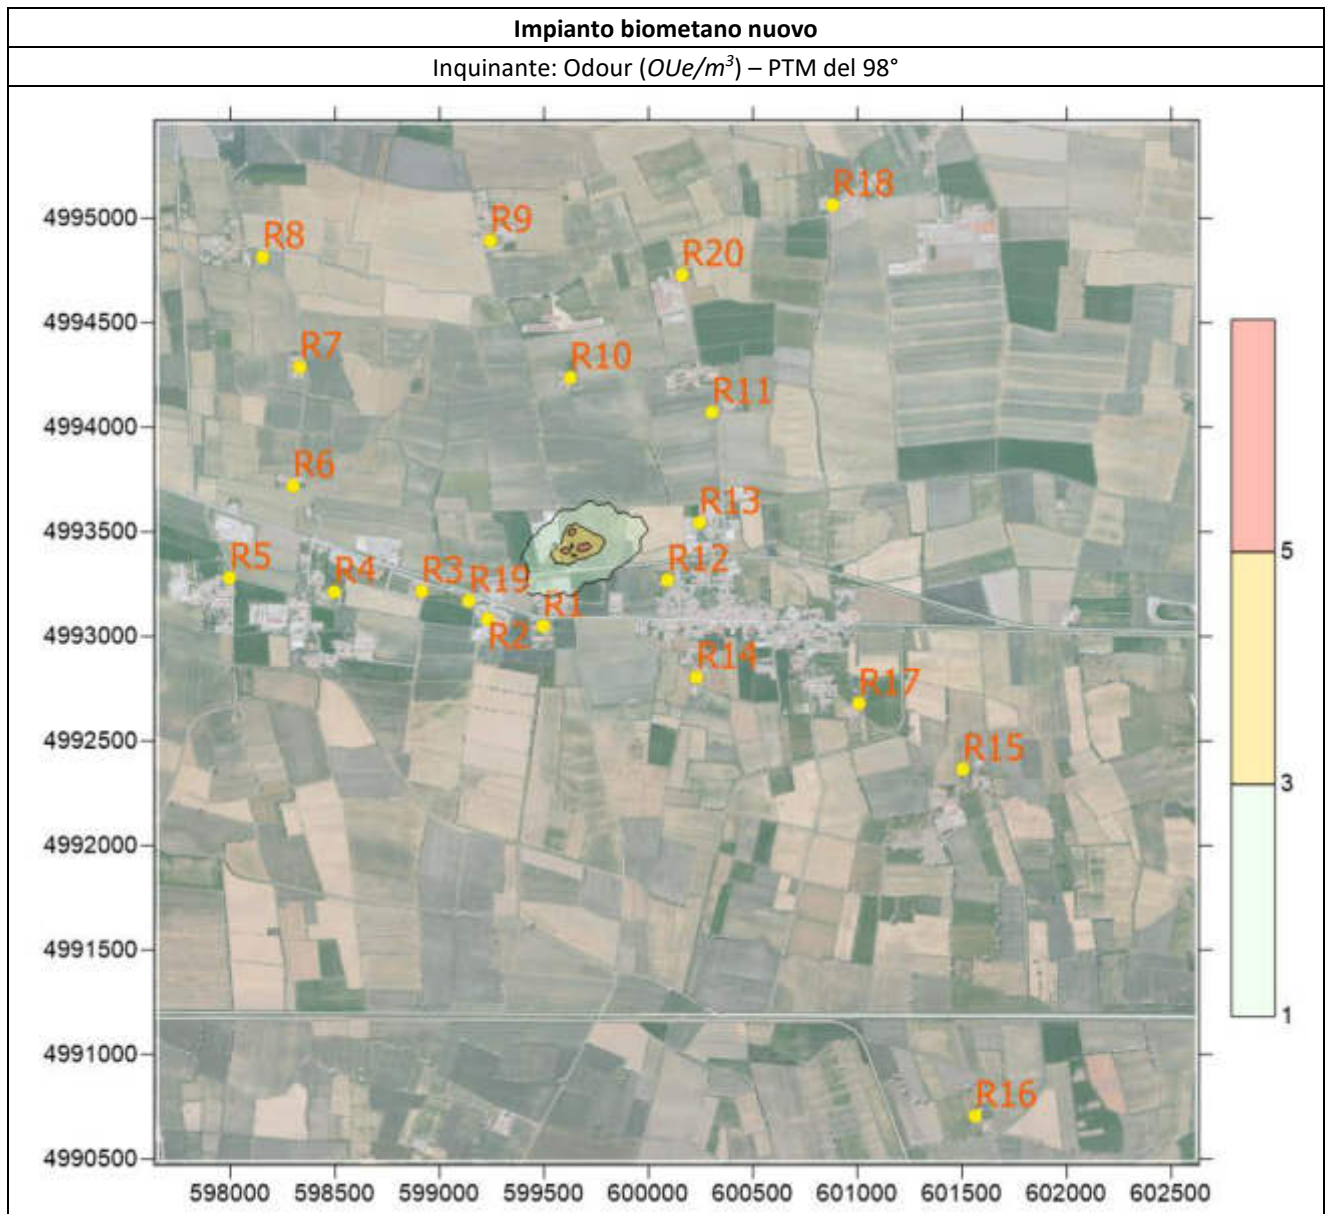 Impianto biometano nuovo
Inquinante: Odour (OUe/m³) – PTM del 98°
R18
4995000
R9
R8
R20
4994500
R7
R10
R11
4994000
R6
R13
4993500
5
R5
R4
R3
R19
R12
R1
4993000
R2
R14
R17
3
4992500
R15
4992000
4991500
1
4991000
R16
4990500
598000 598500 599000 599500 600000 600500 601000 601500 602000 602500